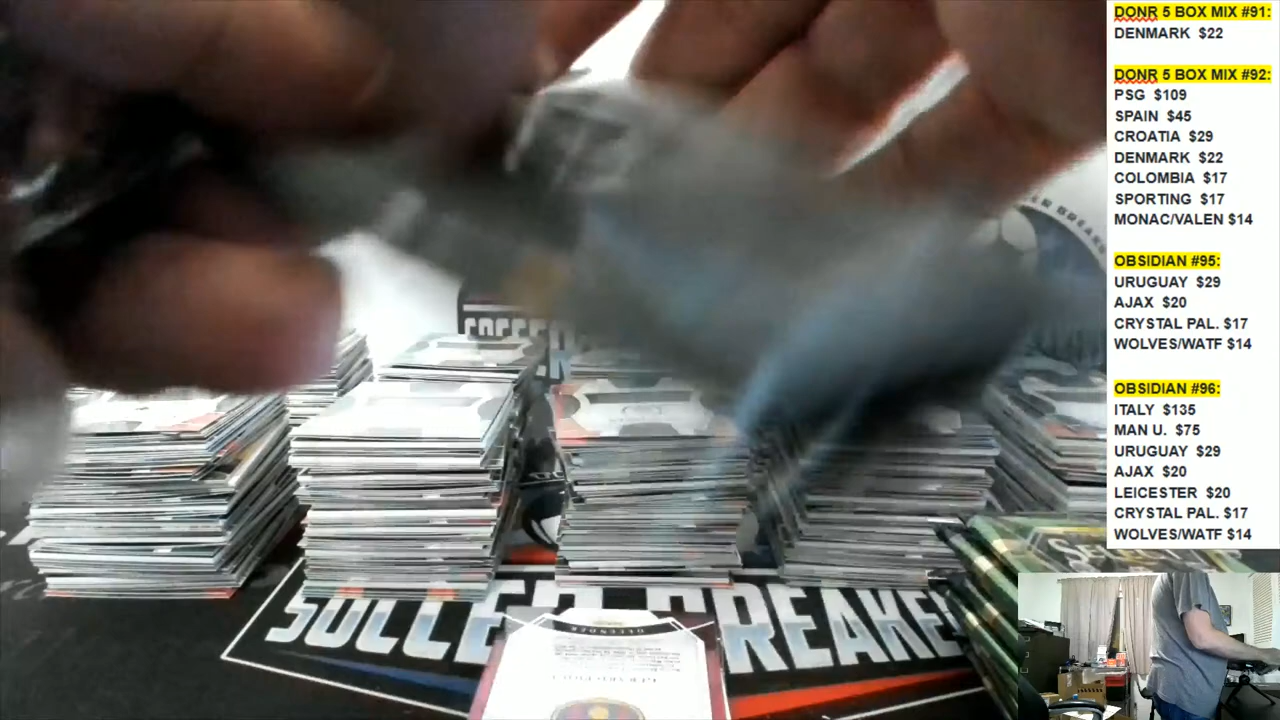 DONR 5 BOX MIX #91:
DENMARK $22
DONR 5 BOX MIX #92:
PSG $109
SPAIN $45
CROATIA $29
DENMARK $22
COLOMBIA $17
SPORTING $17
MONAC/VALEN $14
OBSIDIAN #95:
URUGUAY $29
AJAX $20
CRYSTAL PAL. $17
WOLVES/WATF $14
OBSIDIAN #96:
ITALY $135
MAN U. $75
URUGUAY $29
AJAX $20
LEICESTER $20
CRYSTAL PAL. $17
WOLVES/WATF $14
SOCCER
SOCCER BREAKE
DEFENDER